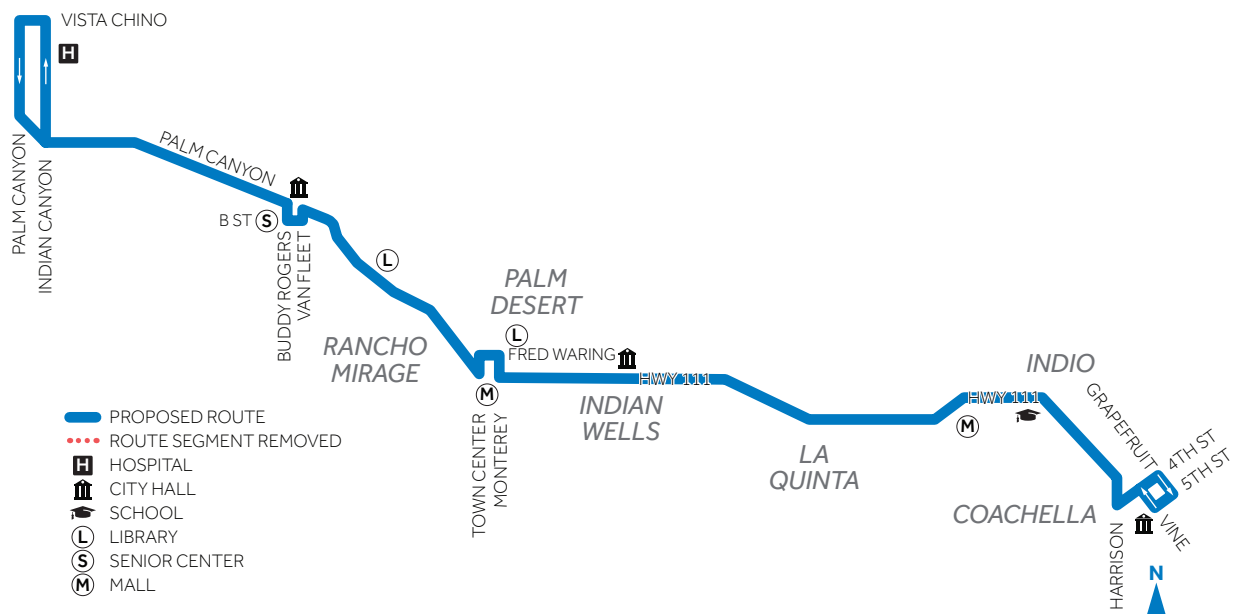 VISTA CHINO
H
PALM CANYON
INDIAN CANYON
PALM CANYON
B ST
S
BUDDY ROGERS
VAN FLEET
L
PALM
DESERT
L
RANCHO
MIRAGE
FRED WARING
HWY 111
M
TOWN CENTER
MONTEREY
INDIAN
WELLS
LA
QUINTA
INDIO
HWY 111
M
GRAPEFRUIT
4TH ST
5TH ST
VINE
COACHELLA
HARRISON
N
PROPOSED ROUTE
ROUTE SEGMENT REMOVED
H HOSPITAL
CITY HALL
SCHOOL
L LIBRARY
S SENIOR CENTER
M MALL